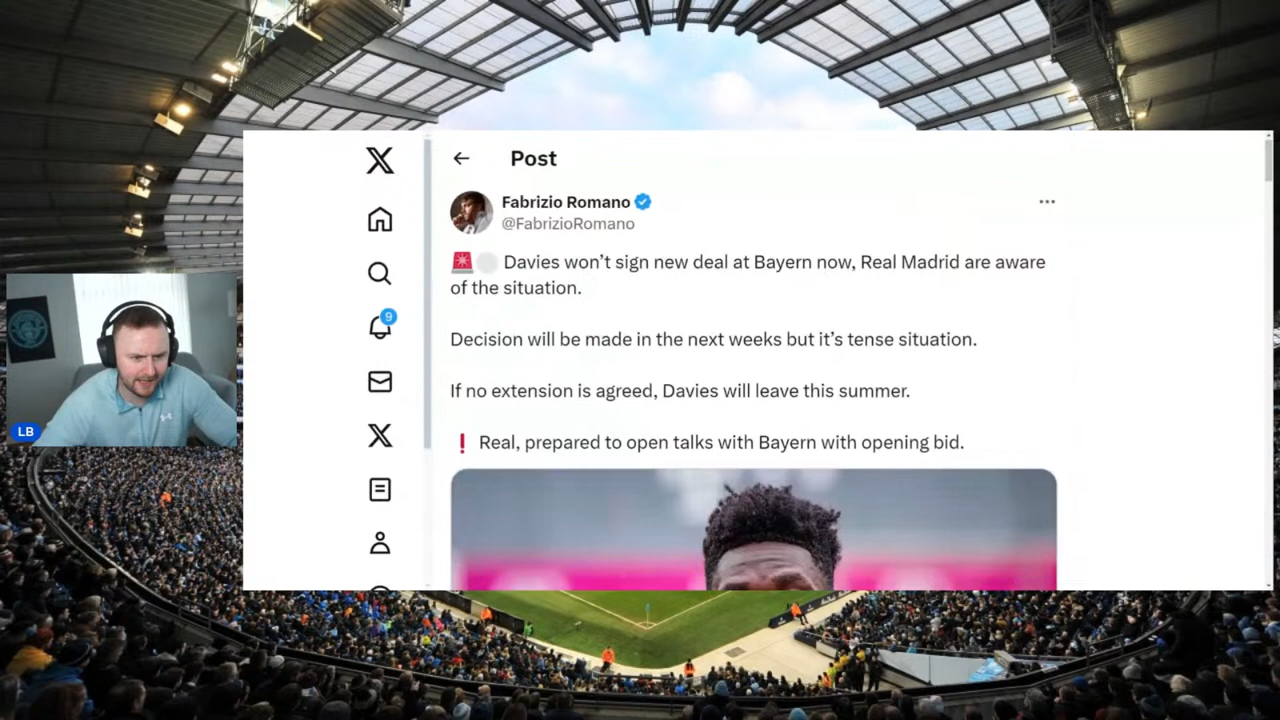 Post
Fabrizio Romano
@FabrizioRomano
Davies won’t sign new deal at Bayern now, Real Madrid are aware
of the situation.
Decision will be made in the next weeks but it’s tense situation.
If no extension is agreed, Davies will leave this summer.
❗ Real, prepared to open talks with Bayern with opening bid.
9
LB